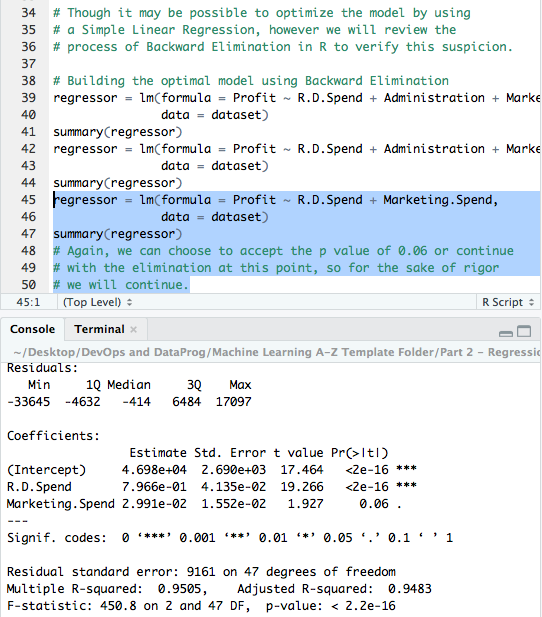 34 # Though it may be possible to optimize the model by using
35 # a Simple Linear Regression, however we will review the
36 # process of Backward Elimination in R to verify this suspicion.
37
38 # Building the optimal model using Backward Elimination
39 regressor = lm(formula = Profit ~ R.D.Spend + Administration + Marke
40 data = dataset)
41 summary(regressor)
42 regressor = lm(formula = Profit ~ R.D.Spend + Administration + Marke
43 data = dataset)
44 summary(regressor)
45 regressor = lm(formula = Profit ~ R.D.Spend + Marketing.Spend,
46 data = dataset)
47 summary(regressor)
48 # Again, we can choose to accept the p value of 0.06 or continue
49 # with the elimination at this point, so for the sake of rigor
50 # we will continue.
45:1 (Top Level) R Script
Console Terminal ×
~/Desktop/DevOps and DataProg/Machine Learning A-Z Template Folder/Part 2 - Regressio
Residuals:
Min 1Q Median 3Q Max
-33645 -4632 -414 6484 17097
Coefficients:
Estimate Std. Error t value Pr(>|t|)
(Intercept) 4.698e+04 2.690e+03 17.464 <2e-16 ***
R.D.Spend 7.966e-01 4.135e-02 19.266 <2e-16 ***
Marketing.Spend 2.991e-02 1.552e-02 1.927 0.06 .
---
Signif. codes: 0 ‘***’ 0.001 ‘**’ 0.01 ‘*’ 0.05 ‘.’ 0.1 ‘ ’ 1
Residual standard error: 9161 on 47 degrees of freedom
Multiple R-squared: 0.9505, Adjusted R-squared: 0.9483
F-statistic: 450.8 on 2 and 47 DF, p-value: < 2.2e-16